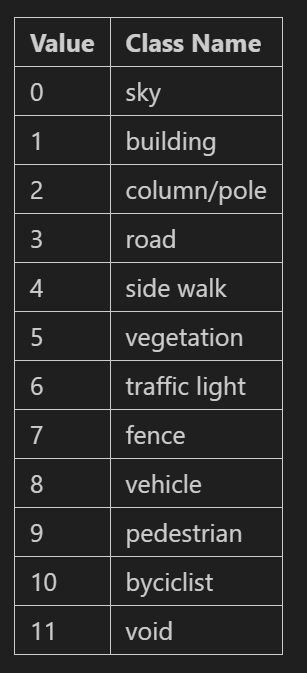 Value Class Name
0 sky
1 building
2 column/pole
3 road
4 side walk
5 vegetation
6 traffic light
7 fence
8 vehicle
9 pedestrian
10 byciclist
11 void